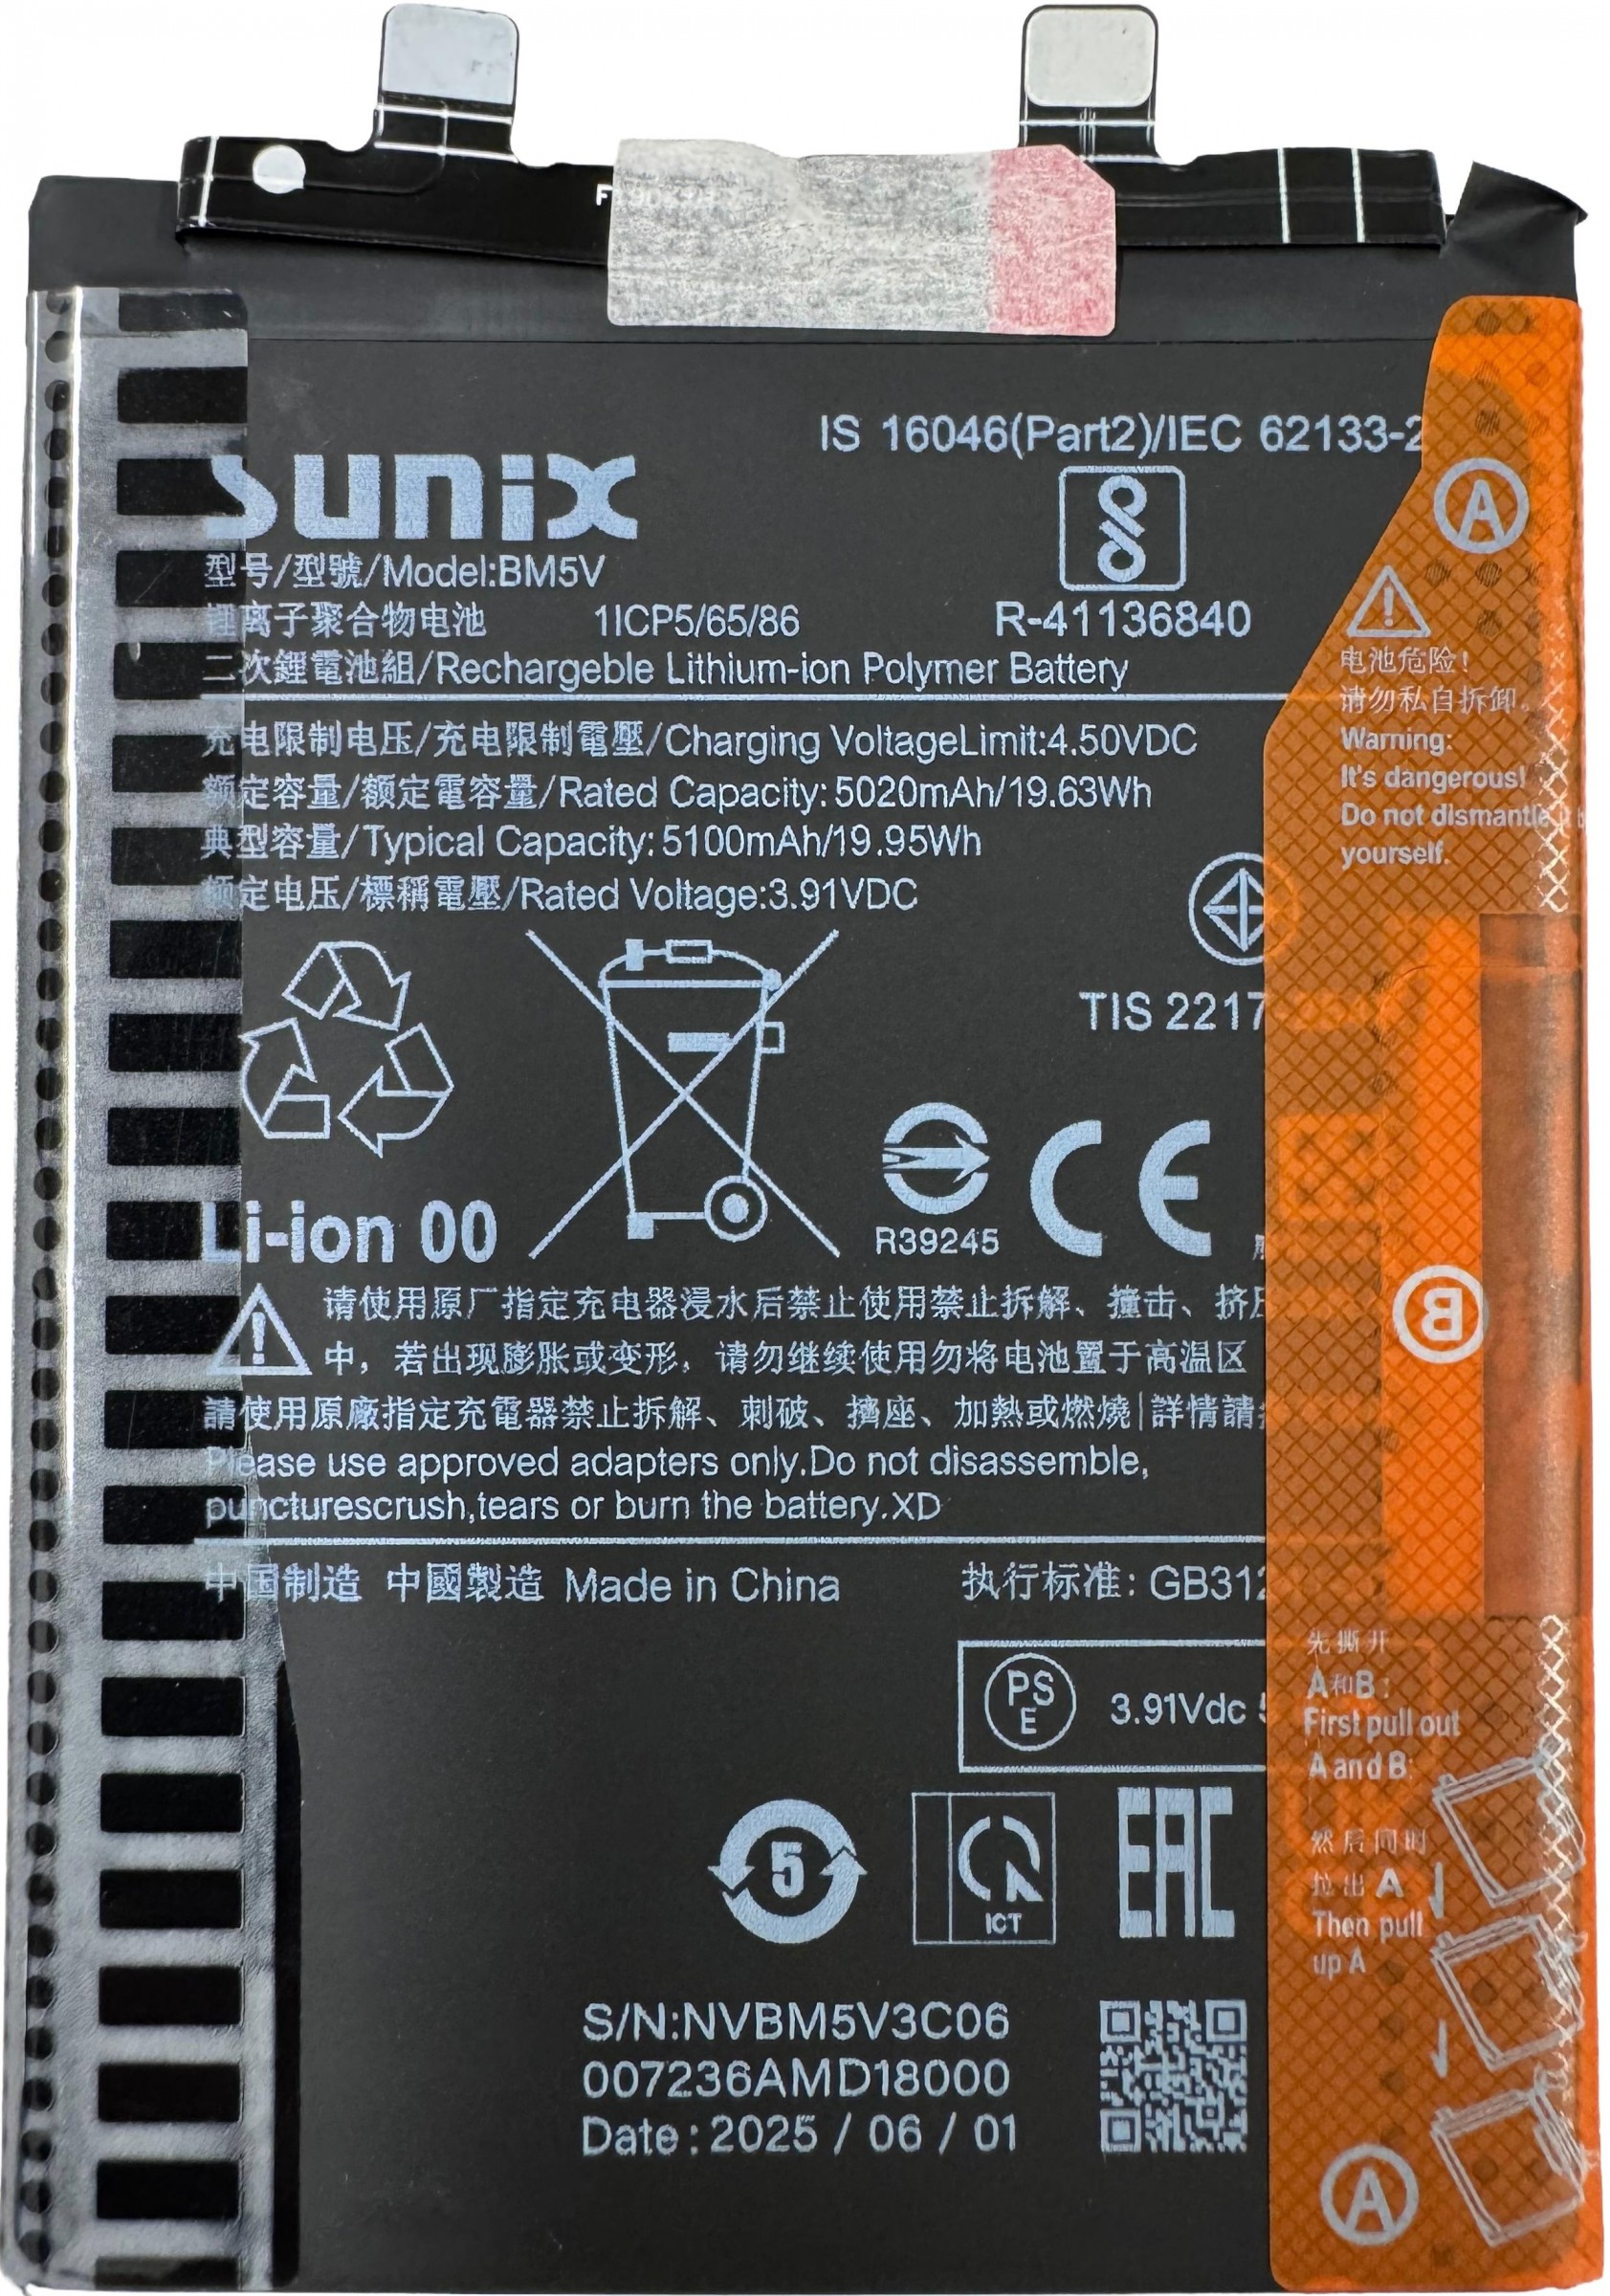 IS 16046(Part2)/IEC 62133-2
sunix
型号/型號/Model:BM5V
锂离子聚合物电池 1ICP5/65/86
R-41136840
二次鋰電池組/Rechargeble Lithium-ion Polymer Battery
充电限制电压/充电限制電壓/Charging VoltageLimit:4.50VDC
额定容量/额定電容量/Rated Capacity:5020mAh/19.63Wh
典型容量/Typical Capacity:5100mAh/19.95Wh
额定电压/標稱電壓/Rated Voltage:3.91VDC
TIS 2217
R39245
CE
Li-ion 00
请使用原厂指定充电器浸水后禁止使用禁止拆解、撞击、挤
中，若出现膨胀或变形，请勿继续使用勿将电池置于高温区
請使用原廠指定充電器禁止拆解、刺破、擠座、加熱或燃燒|詳情請
Please use approved adapters only.Do not disassemble,
puncturescrush,tears or burn the battery.XD
中国制造 中國製造 Made in China
执行标准: GB312
PS
E
3.91Vdc
5
ICT
EAC
S/N:NVBM5V3C06
007236AMD18000
Date:2025 / 06 / 01
A
电池危险!
请勿私自拆卸。
Warning:
It's dangerous!
Do not dismantle it b
yourself.
B
先撕开
A和B:
First pull out
A and B:
然后同时
拉出 A
Then pull
up A
A